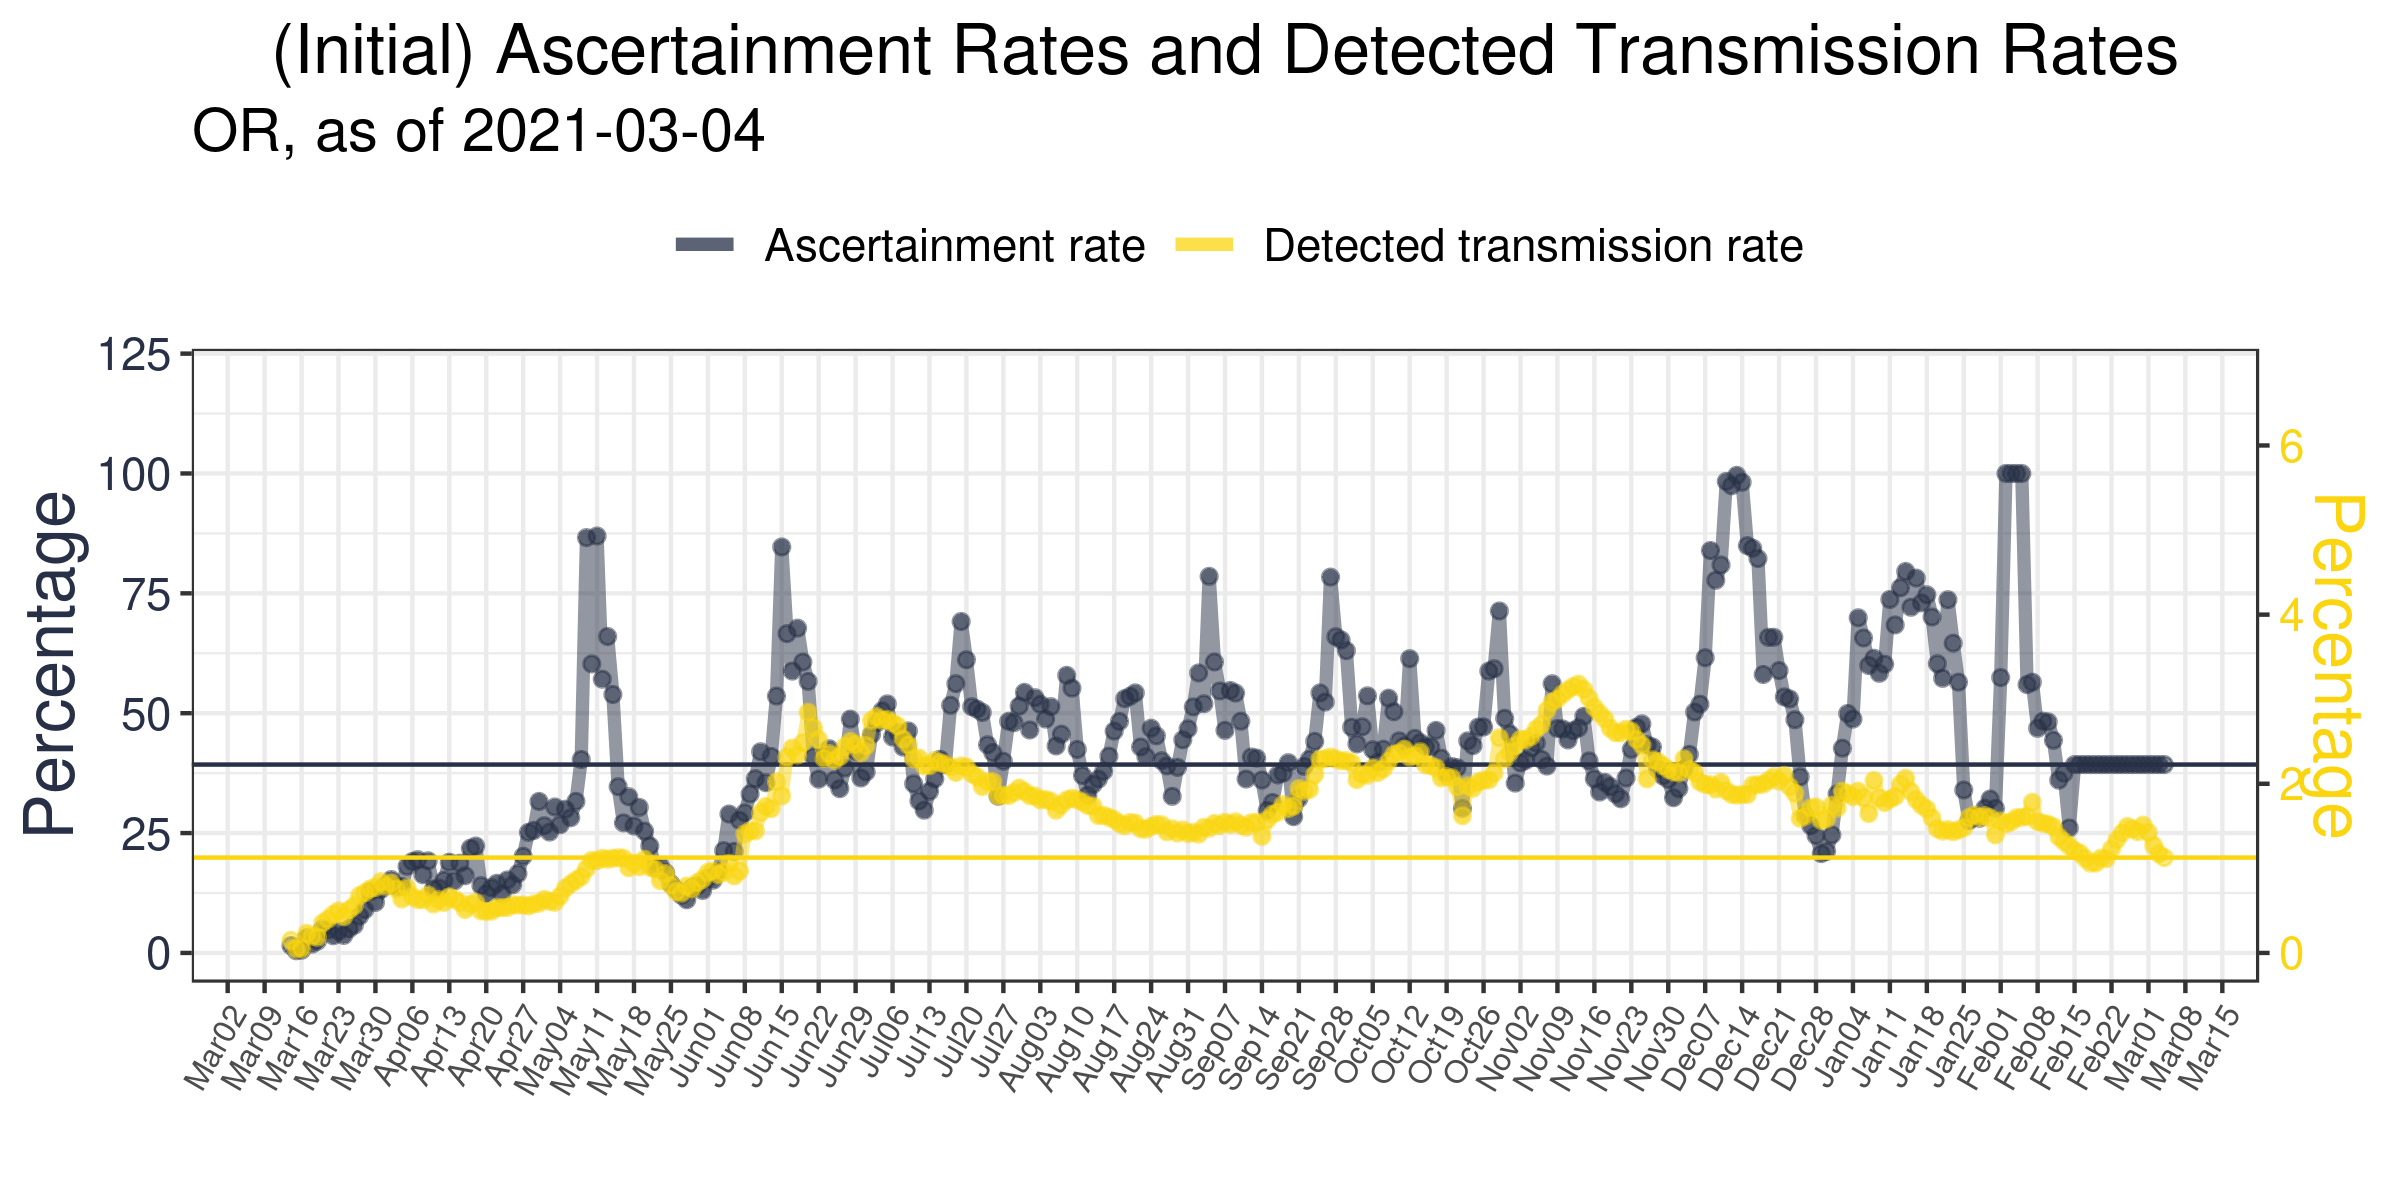 (Initial) Ascertainment Rates and Detected Transmission Rates
OR, as of 2021-03-04
Ascertainment rate
Detected transmission rate
Percentage
125
100
75
50
25
0
6
4
2
0
Percentage
Mar02
Mar09
Mar16
Mar23
Mar30
Apr06
Apr13
Apr20
Apr27
May04
May11
May18
May25
Jun01
Jun08
Jun15
Jun22
Jun29
Jul06
Jul13
Jul20
Jul27
Aug03
Aug10
Aug17
Aug24
Aug31
Sep07
Sep14
Sep21
Sep28
Oct05
Oct12
Oct19
Oct26
Nov02
Nov09
Nov16
Nov23
Nov30
Dec07
Dec14
Dec21
Dec28
Jan04
Jan11
Jan18
Jan25
Feb01
Feb08
Feb15
Feb22
Mar01
Mar08
Mar15